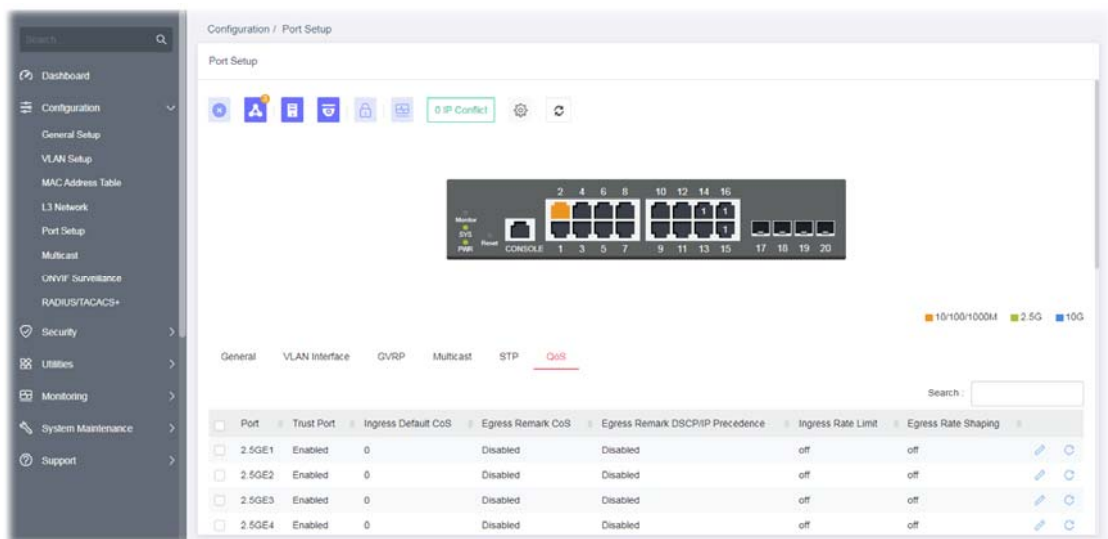 Configuration / Port Setup
Search
Port Setup
Dashboard
Configuration
0 IP Conflict
General Setup
VLAN Setup
MAC Address Table
L3 Network
Port Setup
Multicast
ONVIF Surveillance
RADIUS/TACACS+
Security
Utilities
Monitoring
System Maintenance
Support
2 4 6 8 10 12 14 16
1 1
1
Monitor
SYS
PWR
Reset
CONSOLE
1 3 5 7 9 11 13 15 17 18 19 20
10/100/1000M 2.5G 10G
General VLAN Interface GVRP Multicast STP QoS
Search :
Port Trust Port Ingress Default CoS Egress Remark CoS Egress Remark DSCP/IP Precedence Ingress Rate Limit Egress Rate Shaping
2.5GE1 Enabled 0 Disabled Disabled off off
2.5GE2 Enabled 0 Disabled Disabled off off
2.5GE3 Enabled 0 Disabled Disabled off off
2.5GE4 Enabled 0 Disabled Disabled off off